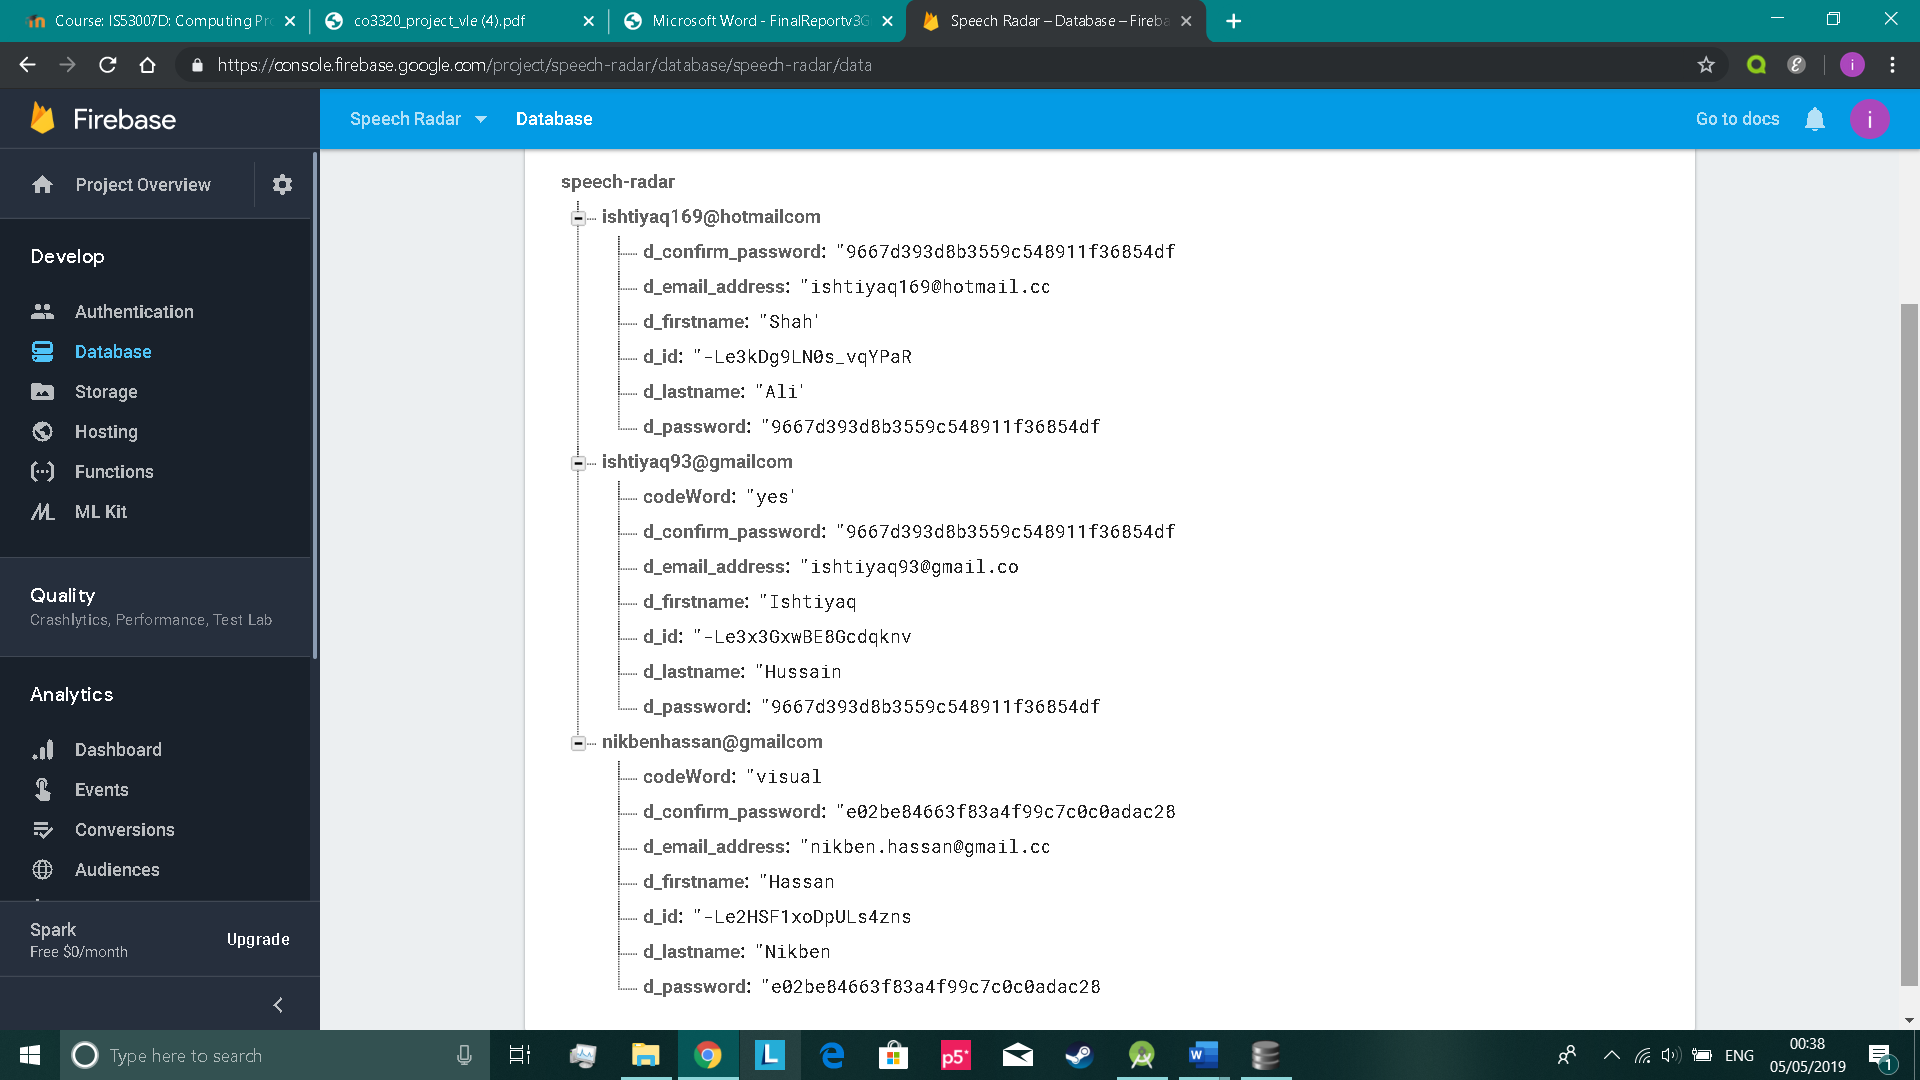 Course: IS53007D: Computing Pro
co3320_project_vle (4).pdf
Microsoft Word - FinalReportv3G
Speech Radar – Database – Fireba
https://console.firebase.google.com/project/speech-radar/database/speech-radar/data
i
Firebase
Speech Radar
Database
Go to docs
i
Project Overview
Develop
Authentication
Database
Storage
Hosting
Functions
ML Kit
Quality
Crashlytics, Performance, Test Lab
Analytics
Dashboard
Events
Conversions
Audiences
Spark
Free $0/month
Upgrade
speech-radar
ishtiyaq169@hotmailcom
d_confirm_password: "9667d393d8b3559c548911f36854df
d_email_address: "ishtiyaq169@hotmail.cc
d_firstname: "Shah'
d_id: "-Le3kDg9LN0s_vqYPaR
d_lastname: "Ali'
d_password: "9667d393d8b3559c548911f36854df
ishtiyaq93@gmailcom
codeWord: "yes'
d_confirm_password: "9667d393d8b3559c548911f36854df
d_email_address: "ishtiyaq93@gmail.co
d_firstname: "Ishtiyaq
d_id: "-Le3x3GxwBE8Gcdqknv
d_lastname: "Hussain
d_password: "9667d393d8b3559c548911f36854df
nikbenhassan@gmailcom
codeWord: "visual
d_confirm_password: "e02be84663f83a4f99c7c0c0adac28
d_email_address: "nikben.hassan@gmail.cc
d_firstname: "Hassan
d_id: "-Le2HSF1xoDpULs4zns
d_lastname: "Nikben
d_password: "e02be84663f83a4f99c7c0c0adac28
Type here to search
L
p5*
W
ENG
00:38
05/05/2019
1